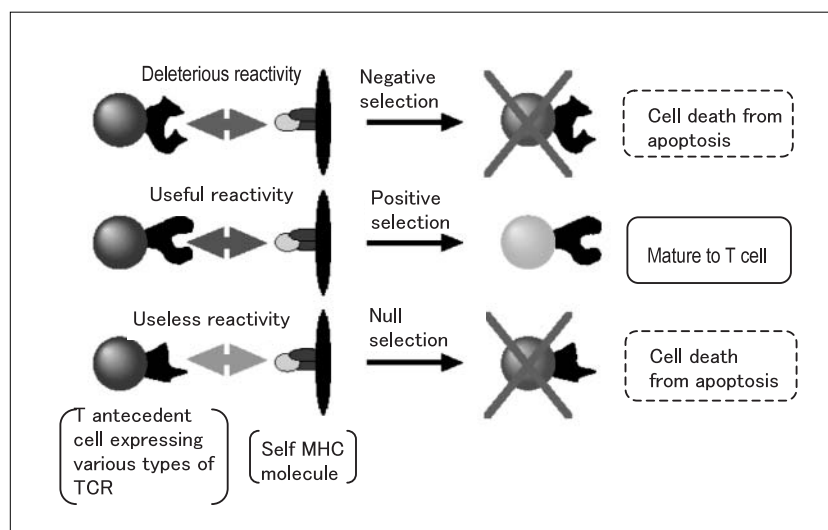 Deleterious reactivity
Negative
selection
Cell death from
apoptosis
Useful reactivity
Positive
selection
Mature to T cell
Useless reactivity
Null
selection
Cell death
from apoptosis
T antecedent
cell expressing
various types of
TCR
Self MHC
molecule